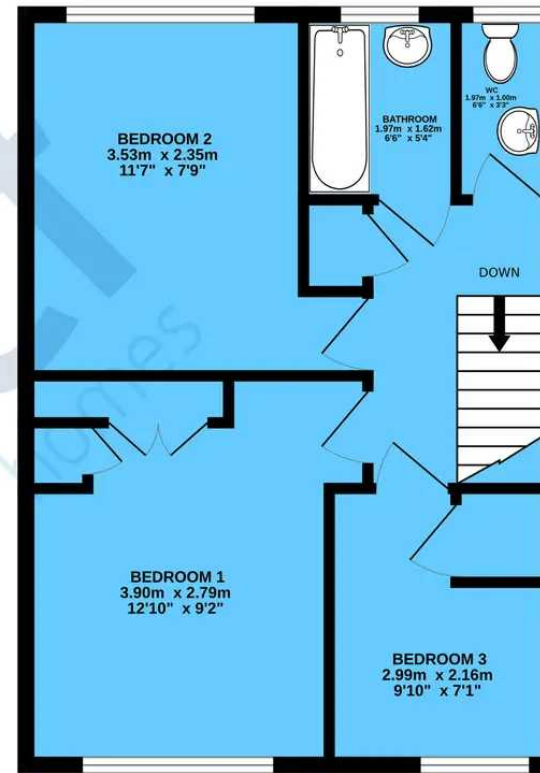 BEDROOM 2
3.53m x 2.35m
11'7" x 7'9"
BATHROOM
1.97m x 1.62m
6'6" x 5'4"
WC
1.97m x 1.00m
6'6" x 3'3"
DOWN
BEDROOM 1
3.90m x 2.79m
12'10" x 9'2"
BEDROOM 3
2.99m x 2.16m
9'10" x 7'1"
homes